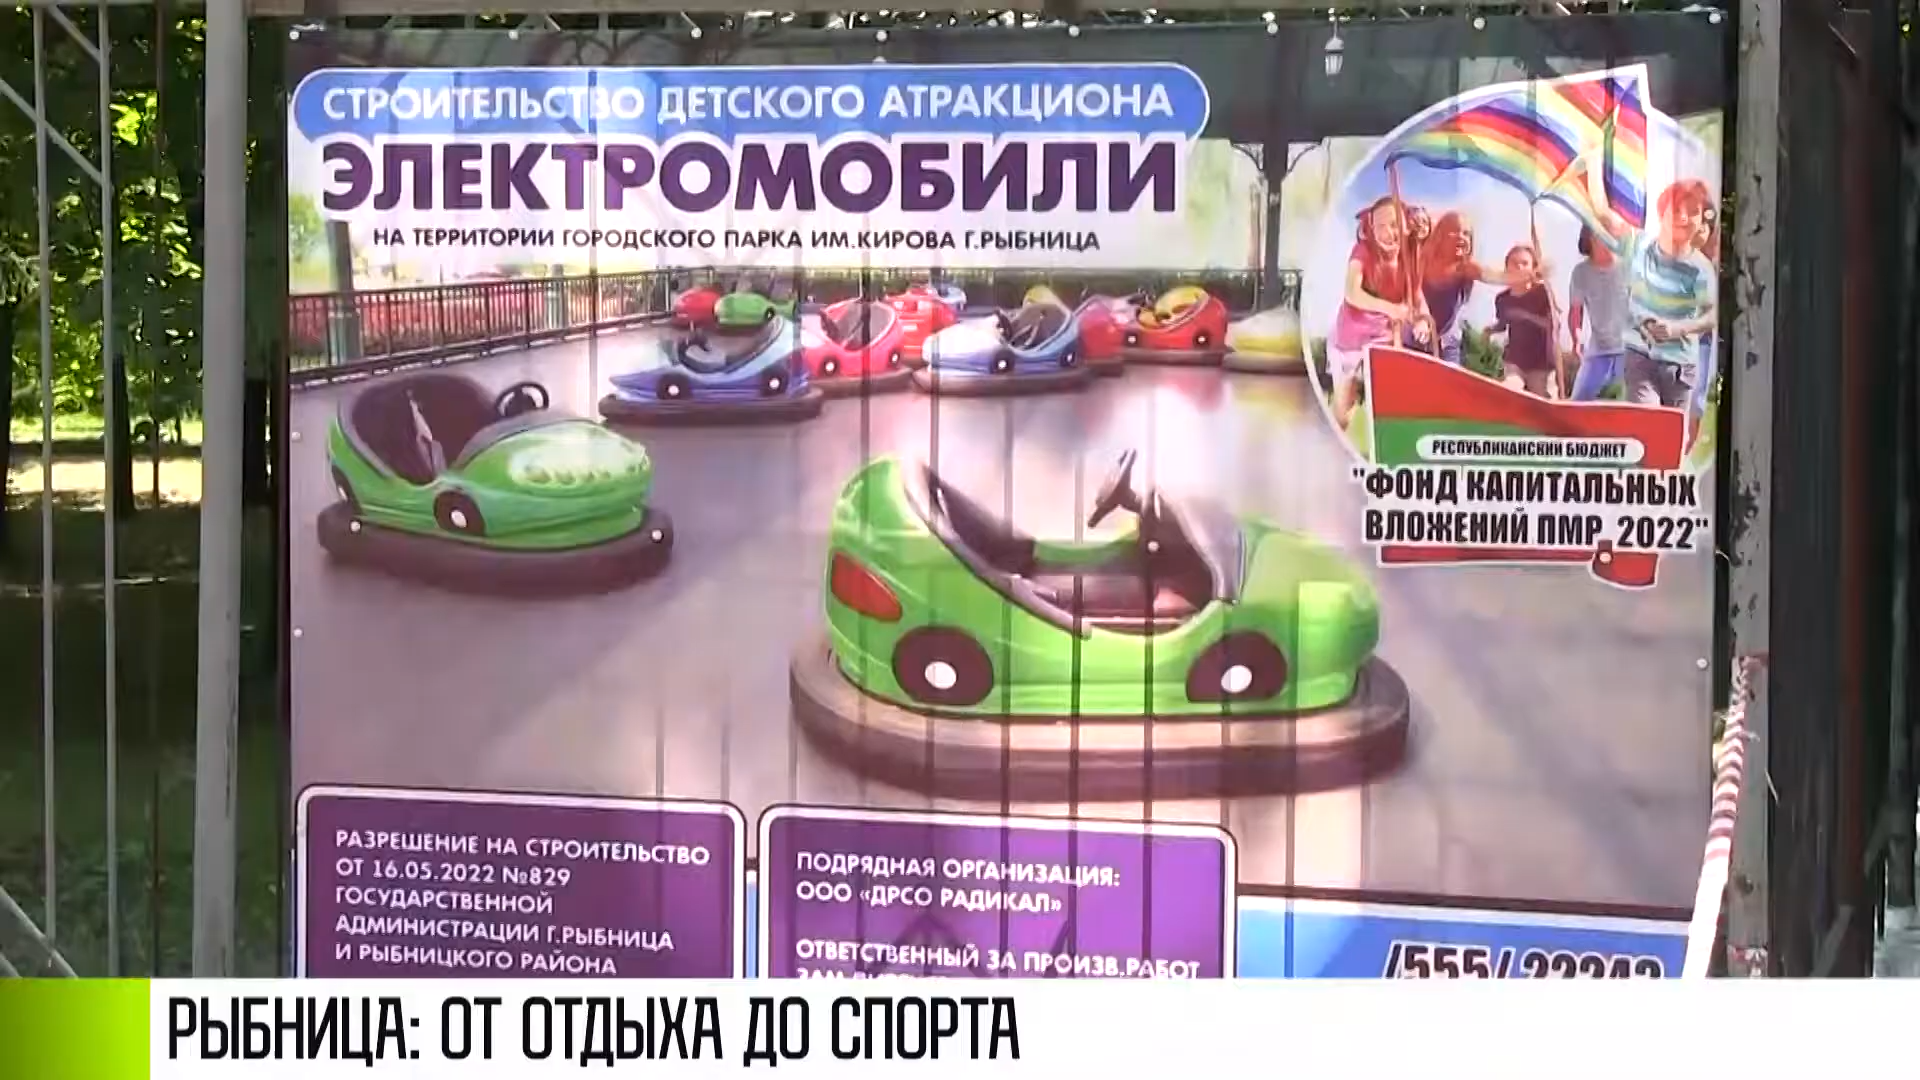 СТРОИТЕЛЬСТВО ДЕТСКОГО АТРАКЦИОНА
ЭЛЕКТРОМОБИЛИ
НА ТЕРРИТОРИИ ГОРОДСКОГО ПАРКА ИМ.КИРОВА Г.РЫБНИЦА
РЕСПУБЛИКАНСКИЙ БЮДЖЕТ
"ФОНД КАПИТАЛЬНЫХ
ВЛОЖЕНИЙ ПМР 2022"
РАЗРЕШЕНИЕ НА СТРОИТЕЛЬСТВО
ОТ 16.05.2022 №829
ГОСУДАРСТВЕННОЙ
АДМИНИСТРАЦИИ Г.РЫБНИЦА
И РЫБНИЦКОГО РАЙОНА
ПОДРЯДНАЯ ОРГАНИЗАЦИЯ:
ООО «ДРСО РАДИКАЛ»
ОТВЕТСТВЕННЫЙ ЗА ПРОИЗВ.РАБОТ
/555/
РЫБНИЦА: ОТ ОТДЫХА ДО СПОРТА